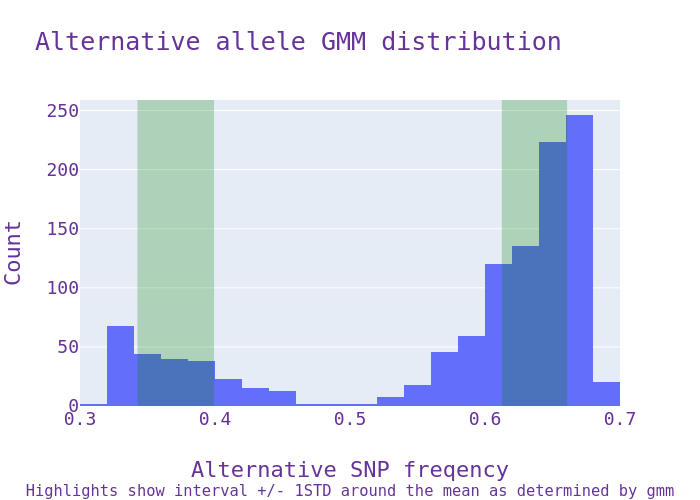 Alternative allele GMM distribution
250
200
150
100
50
0
Count
0.3 0.4 0.5 0.6 0.7
Alternative SNP freqency
Highlights show interval +/- 1STD around the mean as determined by gmm